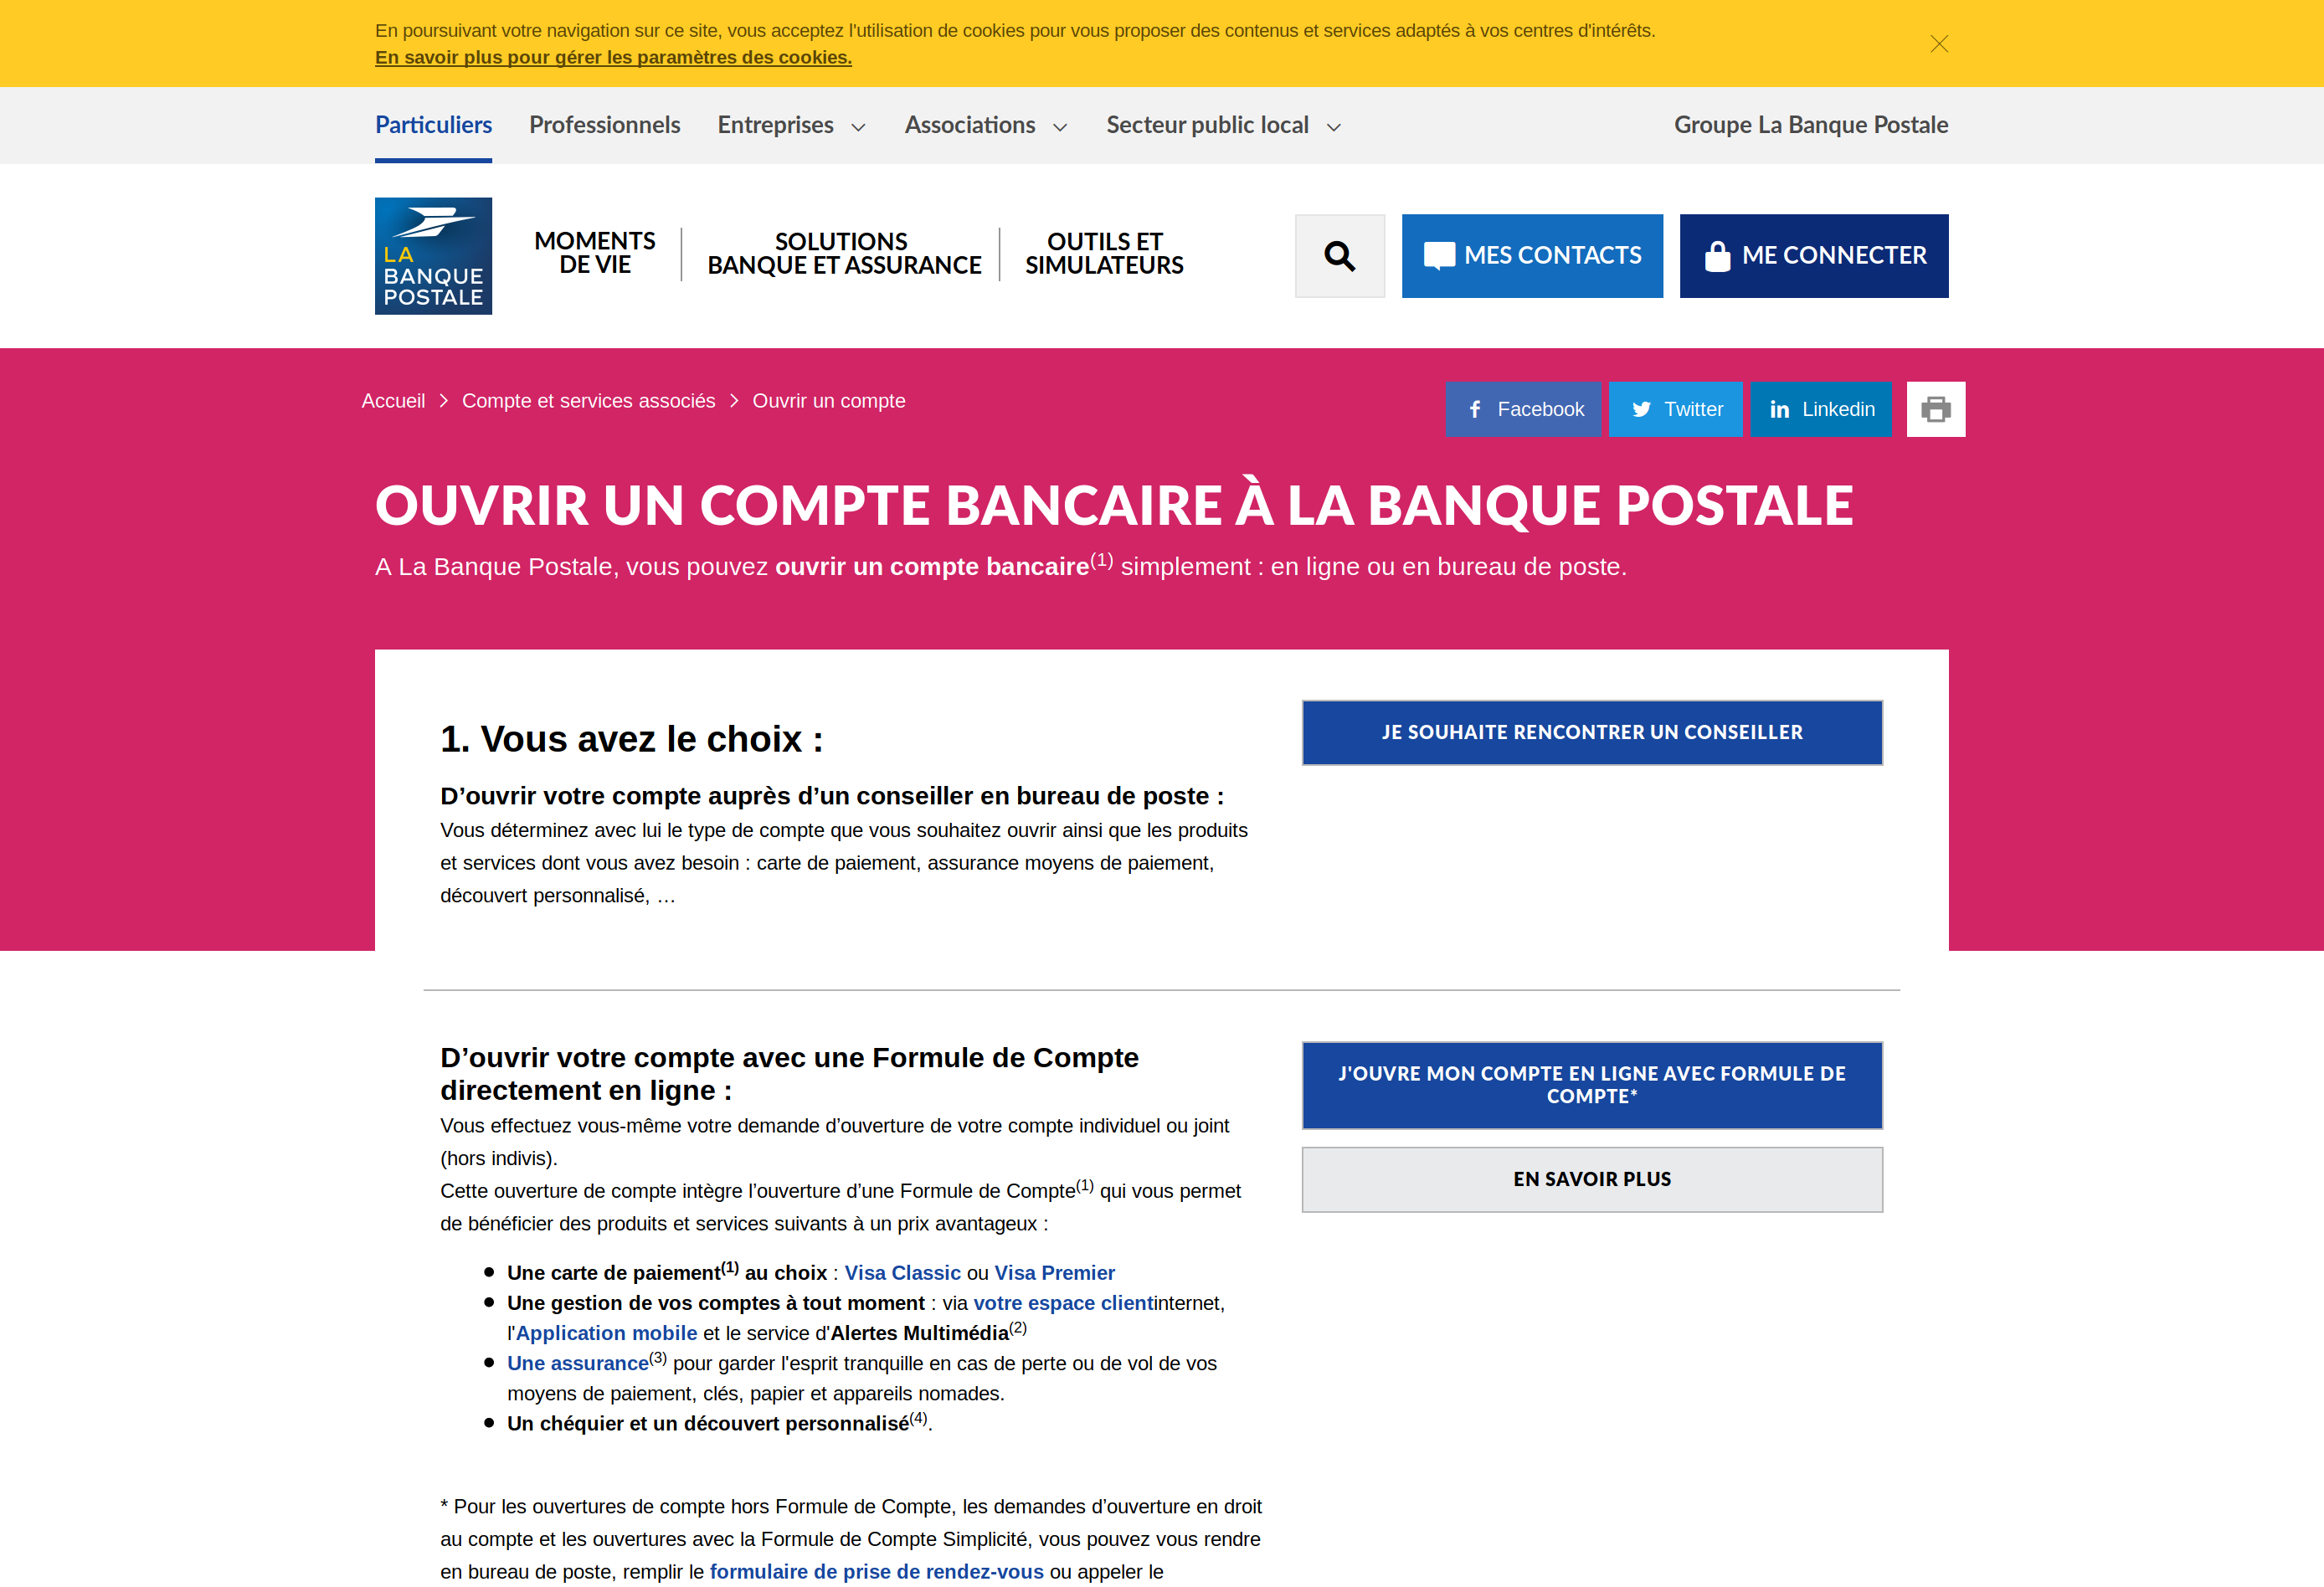 En poursuivant votre navigation sur ce site, vous acceptez l'utilisation de cookies pour vous proposer des contenus et services adaptés à vos centres d'intérêts.
En savoir plus pour gérer les paramètres des cookies.
Particuliers Professionnels Entreprises Associations Secteur public local Groupe La Banque Postale
LA
BANQUE
POSTALE
MOMENTS
DE VIE
SOLUTIONS
BANQUE ET ASSURANCE
OUTILS ET
SIMULATEURS
MES CONTACTS
ME CONNECTER
Accueil Compte et services associés Ouvrir un compte
Facebook Twitter Linkedin
OUVRIR UN COMPTE BANCAIRE À LA BANQUE POSTALE
A La Banque Postale, vous pouvez ouvrir un compte bancaire(1) simplement : en ligne ou en bureau de poste.
1. Vous avez le choix :
D’ouvrir votre compte auprès d’un conseiller en bureau de poste :
Vous déterminez avec lui le type de compte que vous souhaitez ouvrir ainsi que les produits
et services dont vous avez besoin : carte de paiement, assurance moyens de paiement,
découvert personnalisé, …
JE SOUHAITE RENCONTRER UN CONSEILLER
D’ouvrir votre compte avec une Formule de Compte
directement en ligne :
Vous effectuez vous-même votre demande d’ouverture de votre compte individuel ou joint
(hors indivis).
Cette ouverture de compte intègre l’ouverture d’une Formule de Compte(1) qui vous permet
de bénéficier des produits et services suivants à un prix avantageux :
Une carte de paiement(1) au choix : Visa Classic ou Visa Premier
Une gestion de vos comptes à tout moment : via votre espace clientinternet,
l'Application mobile et le service d'Alertes Multimédia(2)
Une assurance(3) pour garder l'esprit tranquille en cas de perte ou de vol de vos
moyens de paiement, clés, papier et appareils nomades.
Un chéquier et un découvert personnalisé(4).
* Pour les ouvertures de compte hors Formule de Compte, les demandes d’ouverture en droit
au compte et les ouvertures avec la Formule de Compte Simplicité, vous pouvez vous rendre
en bureau de poste, remplir le formulaire de prise de rendez-vous ou appeler le
J'OUVRE MON COMPTE EN LIGNE AVEC FORMULE DE
COMPTE*
EN SAVOIR PLUS